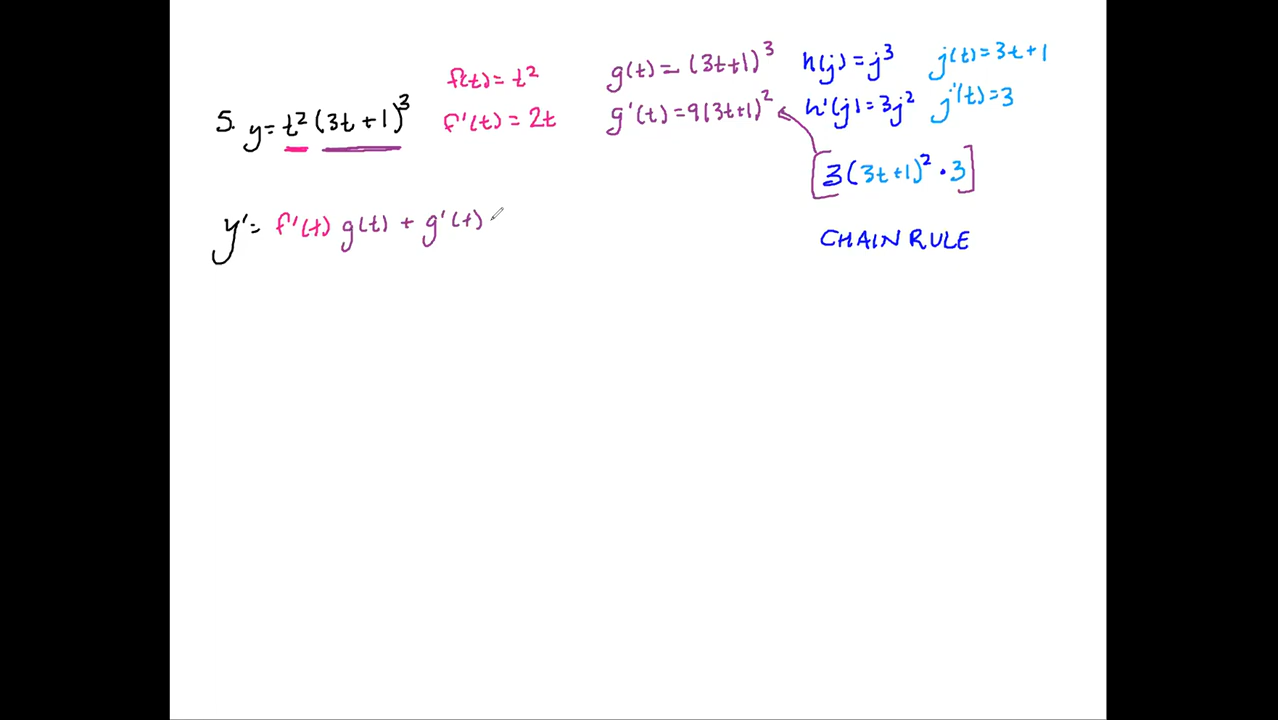 f(t) = t² g(t) = (3t+1)³ h(j) = j³ j(t) = 3t+1
5. y = t² (3t + 1)³ f'(t) = 2t g'(t) = 9(3t+1)² h'(j) = 3j² j'(t) = 3
[3(3t+1)² · 3]
y' = f'(t) g(t) + g'(t)
CHAIN RULE